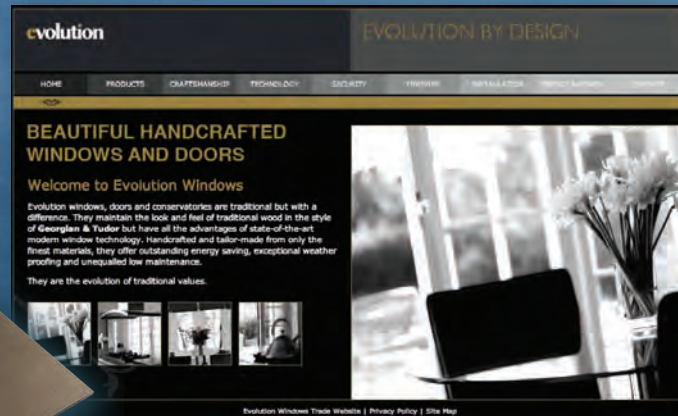 evolution
EVOLUTION BY DESIGN
HOME PRODUCTS CRAFTSMANSHIP TECHNOLOGY SECURITY FINISHES INSTALLATION
BEAUTIFUL HANDCRAFTED
WINDOWS AND DOORS
Welcome to Evolution Windows
Evolution windows, doors and conservatories are traditional but with a
difference. They maintain the look and feel of traditional wood in the style
of Georgian & Tudor but have all the advantages of state-of-the-art
modern window technology. Handcrafted and tailor-made from only the
finest materials, they offer outstanding energy saving, exceptional weather
proofing and unequalled low maintenance.
They are the evolution of traditional values.
Evolution Windows Trade Website | Privacy Policy | Site Map